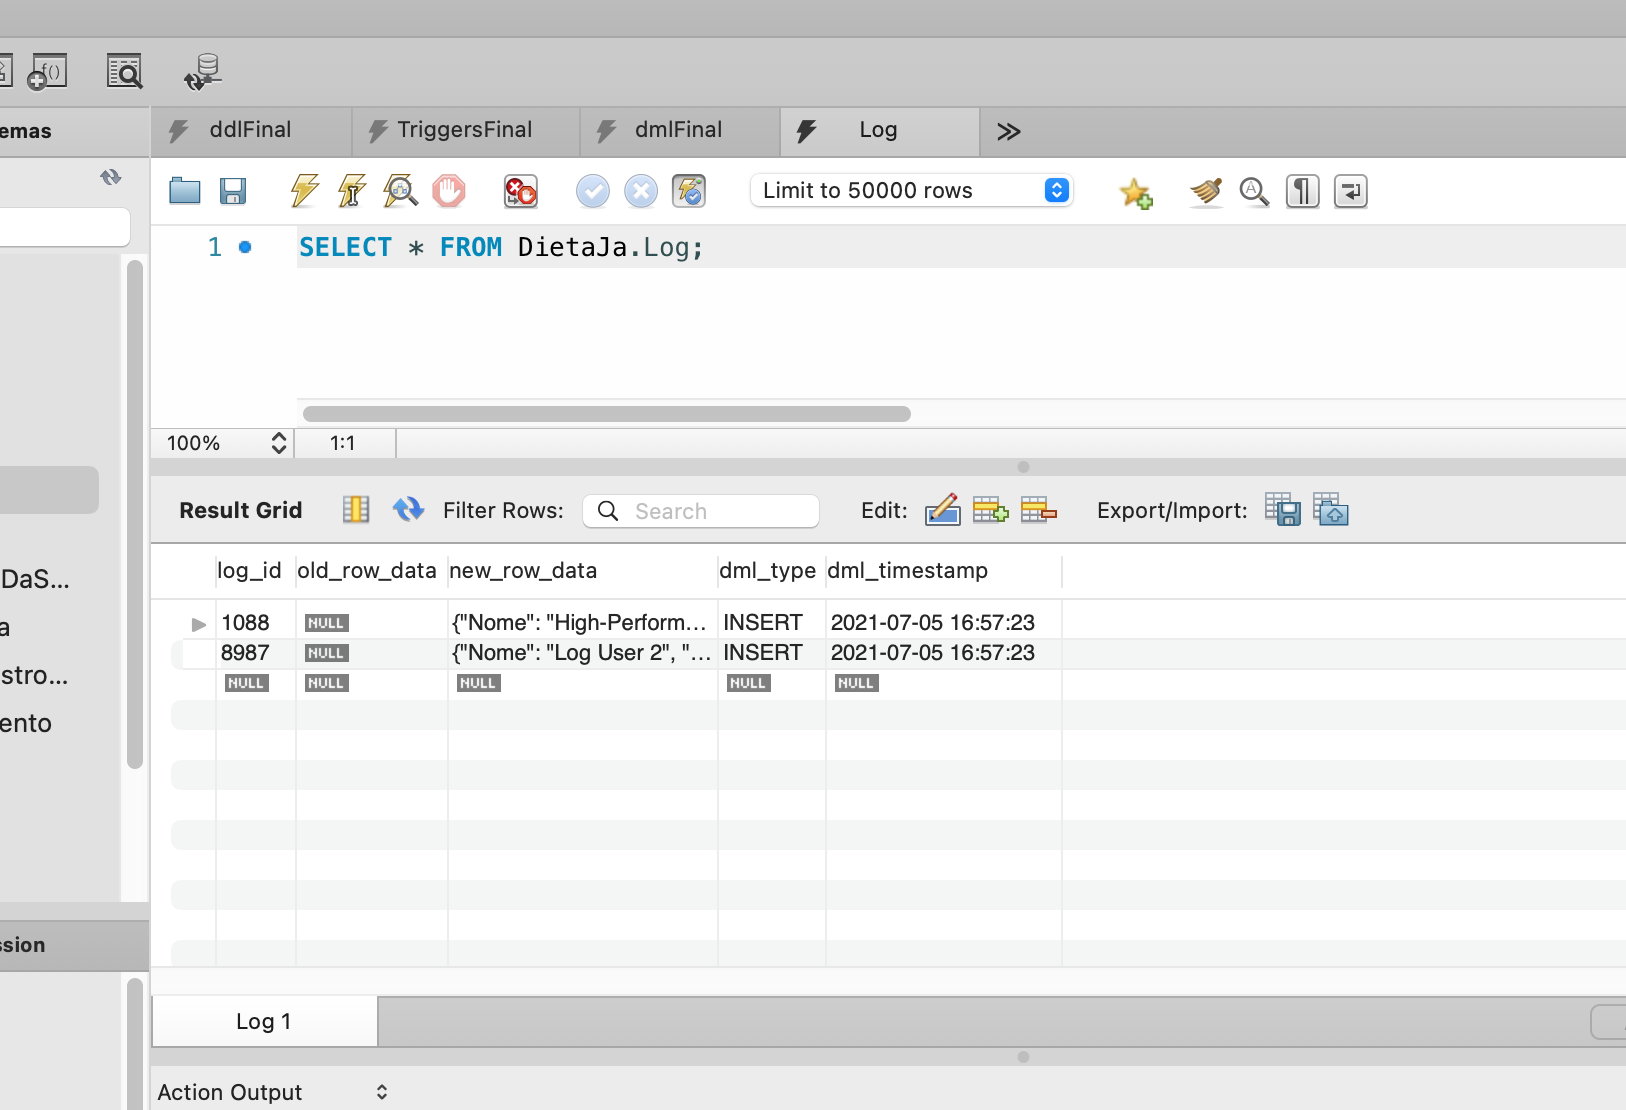 f()
emas
ddlFinal TriggersFinal dmlFinal Log
Limit to 50000 rows
1 SELECT * FROM DietaJa.Log;
100% 1:1
Result Grid Filter Rows: Search Edit: Export/Import:
log_id old_row_data new_row_data dml_type dml_timestamp
1088 NULL {"Nome": "High-Perform... INSERT 2021-07-05 16:57:23
8987 NULL {"Nome": "Log User 2", "... INSERT 2021-07-05 16:57:23
NULL NULL NULL NULL NULL
DaS...
a
stro...
ento
ssion
Log 1
Action Output